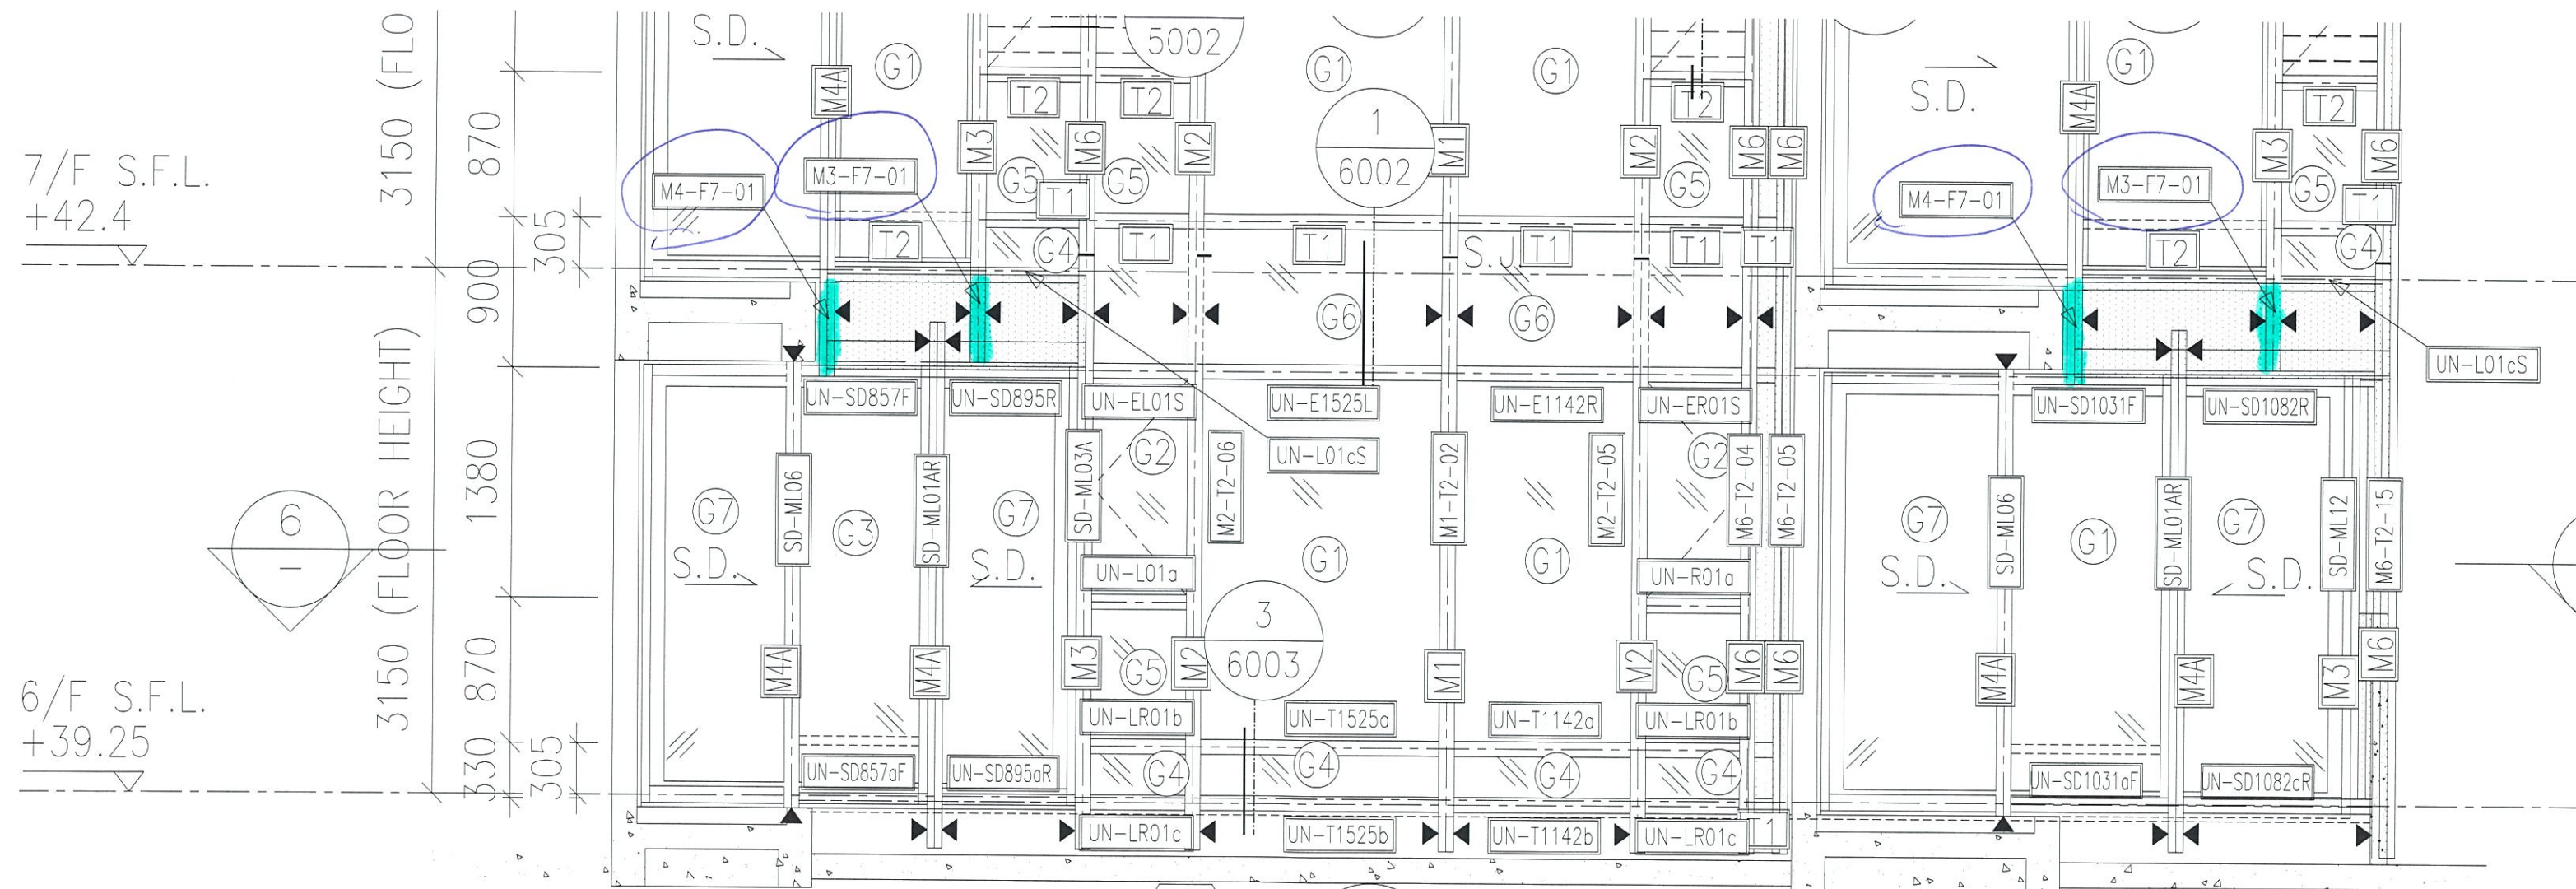 S.D.
G1
5002
G1
G1
S.D.
G1
3150 (FLO
870
M4A
T2
T2
T2
M4A
T2
7/F S.F.L.
+42.4
M4-F7-01
M3-F7-01
M3
M6
M2
1
6002
M1
M2
M6
M6
M4-F7-01
M3-F7-01
M3
M6
G5
G5
G5
G5
T1
T1
305
T2
G4
T1
T1
S.J.
T1
T1
T1
T2
G4
900
G6
G6
UN-L01cS
UN-SD857F
UN-SD895R
UN-EL01S
UN-E1525L
UN-E1142R
UN-ER01S
UN-SD1031F
UN-SD1082R
3150 (FLOOR HEIGHT)
1380
G2
UN-L01cS
G2
6
-
G7
SD-ML06
G3
SD-ML01AR
G7
SD-ML03A
M2-T2-06
M1-T2-02
M2-T2-05
M6-T2-04
M6-T2-05
G7
SD-ML06
G1
SD-ML01AR
G7
SD-ML12
M6-T2-15
S.D.
S.D.
UN-L01a
G1
G1
UN-R01a
S.D.
S.D.
870
M4A
M4A
M3
G5
M2
3
6003
M1
M2
G5
M6
M6
M4A
M4A
M3
M6
6/F S.F.L.
+39.25
UN-LR01b
UN-T1525a
UN-T1142a
UN-LR01b
330
305
UN-SD857aF
UN-SD895aR
G4
G4
G4
G4
UN-SD1031aF
UN-SD1082aR
UN-LR01c
UN-T1525b
UN-T1142b
UN-LR01c
1